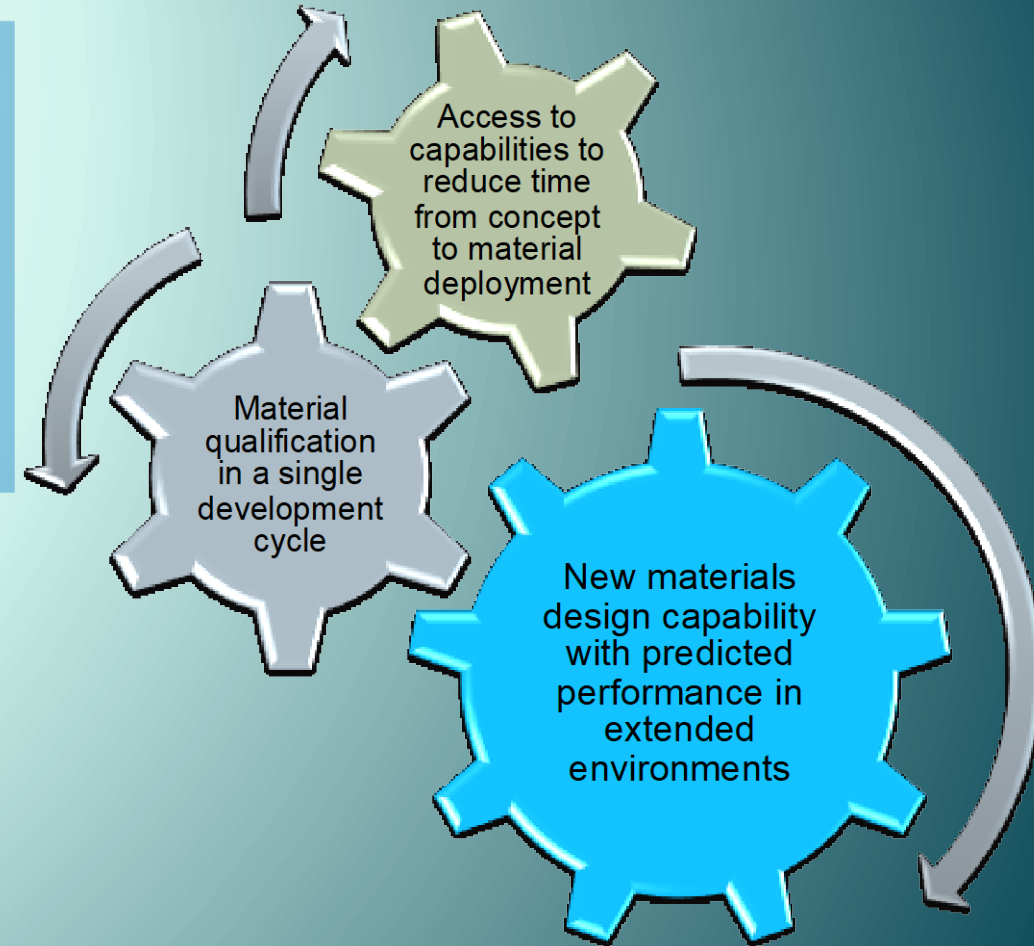 Access to
capabilities to
reduce time
from concept
to material
deployment
Material
qualification
in a single
development
cycle
New materials
design capability
with predicted
performance in
extended
environments